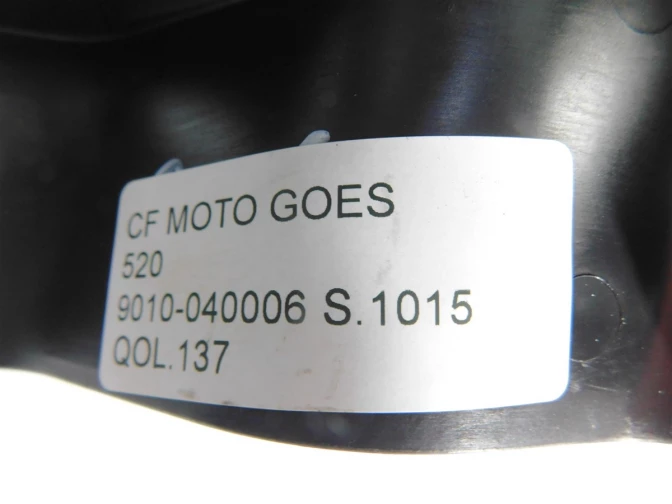 CF MOTO GOES
520
9010-040006 S.1015
QOL.137